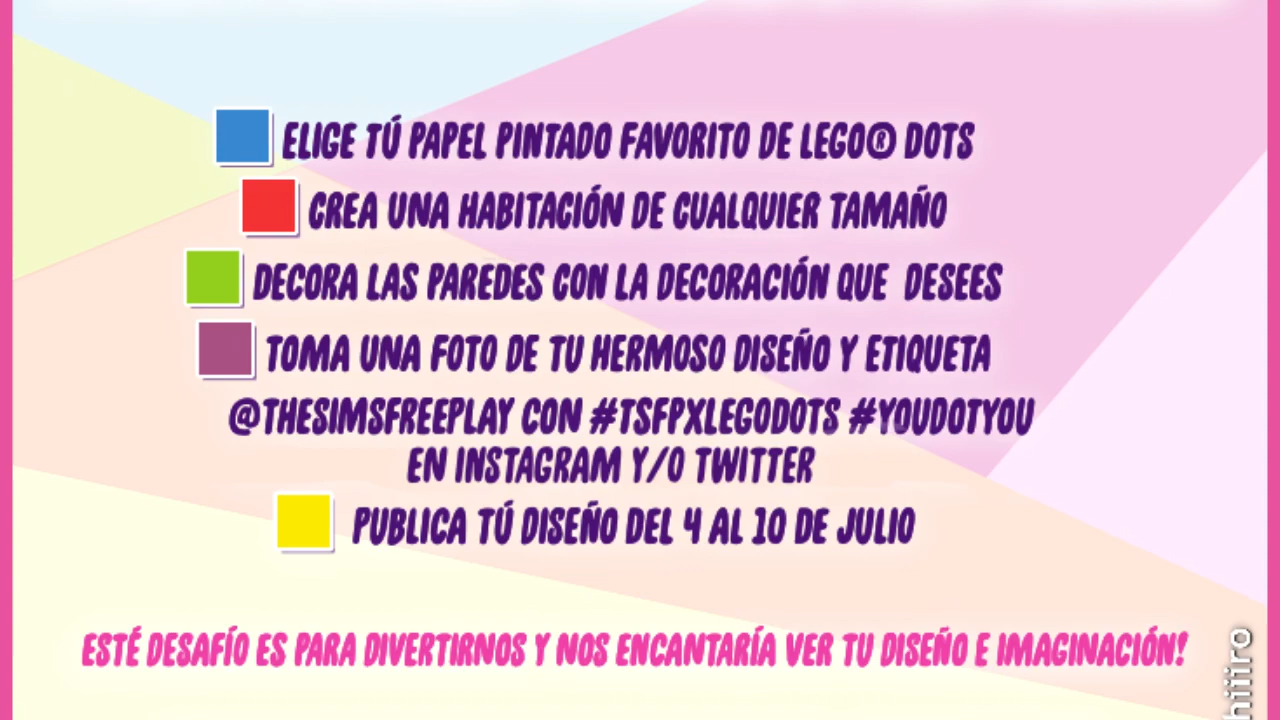 ELIGE TÚ PAPEL PINTADO FAVORITO DE LEGO® DOTS
CREA UNA HABITACIÓN DE CUALQUIER TAMAÑO
DECORA LAS PAREDES CON LA DECORACIÓN QUE DESEES
TOMA UNA FOTO DE TU HERMOSO DISEÑO Y ETIQUETA
@THESIMSFREEPLAY CON #TSFPXLEGODOTS #YOUDOTYOU
EN INSTAGRAM Y/O TWITTER
PUBLICA TÚ DISEÑO DEL 4 AL 10 DE JULIO
ESTÉ DESAFÍO ES PARA DIVERTIRNOS Y NOS ENCANTARÍA VER TU DISEÑO E IMAGINACIÓN!